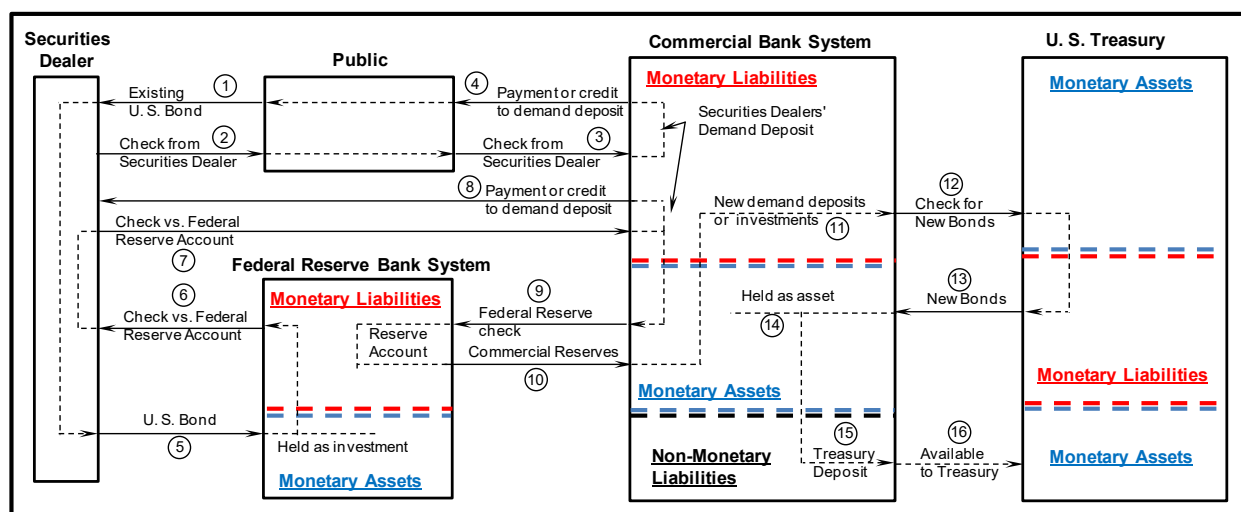 Securities
Dealer
Public
Commercial Bank System
U. S. Treasury
Existing
U. S. Bond
1
4
Payment or credit
to demand deposit
Monetary Liabilities
Securities Dealers'
Demand Deposit
Monetary Assets
2
Check from
Securities Dealer
3
Check from
Securities Dealer
8
Payment or credit
to demand deposit
Check vs. Federal
Reserve Account
7
New demand deposits
or investments
11
12
Check for
New Bonds
Federal Reserve Bank System
Monetary Liabilities
6
Check vs. Federal
Reserve Account
Reserve
Account
9
Federal Reserve
check
Commercial Reserves
10
Held as asset
14
13
New Bonds
Monetary Assets
Monetary Liabilities
U. S. Bond
5
Held as investment
Monetary Assets
Non-Monetary
Liabilities
15
Treasury
Deposit
16
Available
to Treasury
Monetary Assets